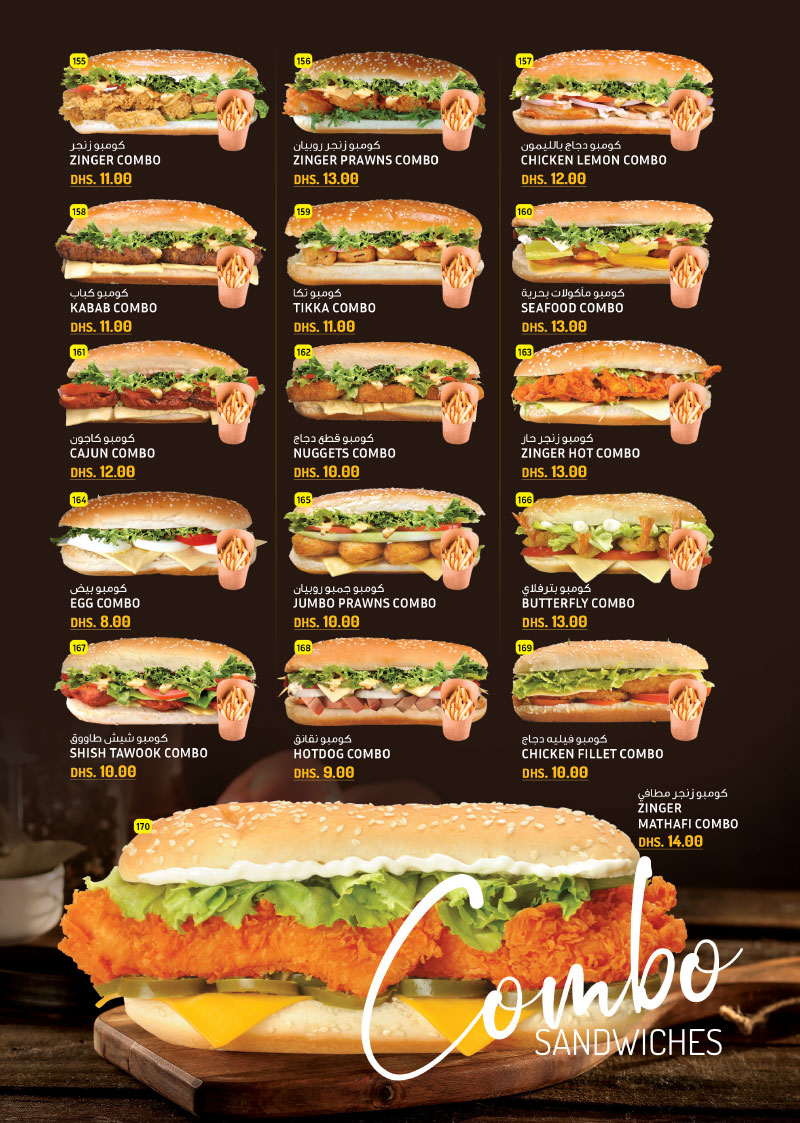 155
كومبو زنجر
ZINGER COMBO
DHS. 11.00
156
كومبو زنجر روبيان
ZINGER PRAWNS COMBO
DHS. 13.00
157
كومبو دجاج بالليمون
CHICKEN LEMON COMBO
DHS. 12.00
158
كومبو كباب
KABAB COMBO
DHS. 11.00
159
كومبو تكا
TIKKA COMBO
DHS. 11.00
160
كومبو مأكولات بحرية
SEAFOOD COMBO
DHS. 13.00
161
كومبو كاجون
CAJUN COMBO
DHS. 12.00
162
كومبو قطع دجاج
NUGGETS COMBO
DHS. 10.00
163
كومبو زنجر حار
ZINGER HOT COMBO
DHS. 13.00
164
كومبو بيض
EGG COMBO
DHS. 8.00
165
كومبو جمبو روبيان
JUMBO PRAWNS COMBO
DHS. 10.00
166
كومبو بترفلاي
BUTTERFLY COMBO
DHS. 13.00
167
كومبو شيش طاووق
SHISH TAWOOK COMBO
DHS. 10.00
168
كومبو نقانق
HOTDOG COMBO
DHS. 9.00
169
كومبو فيليه دجاج
CHICKEN FILLET COMBO
DHS. 10.00
170
كومبو زنجر مطافي
ZINGER
MATHAFI COMBO
DHS. 14.00
Combo
SANDWICHES